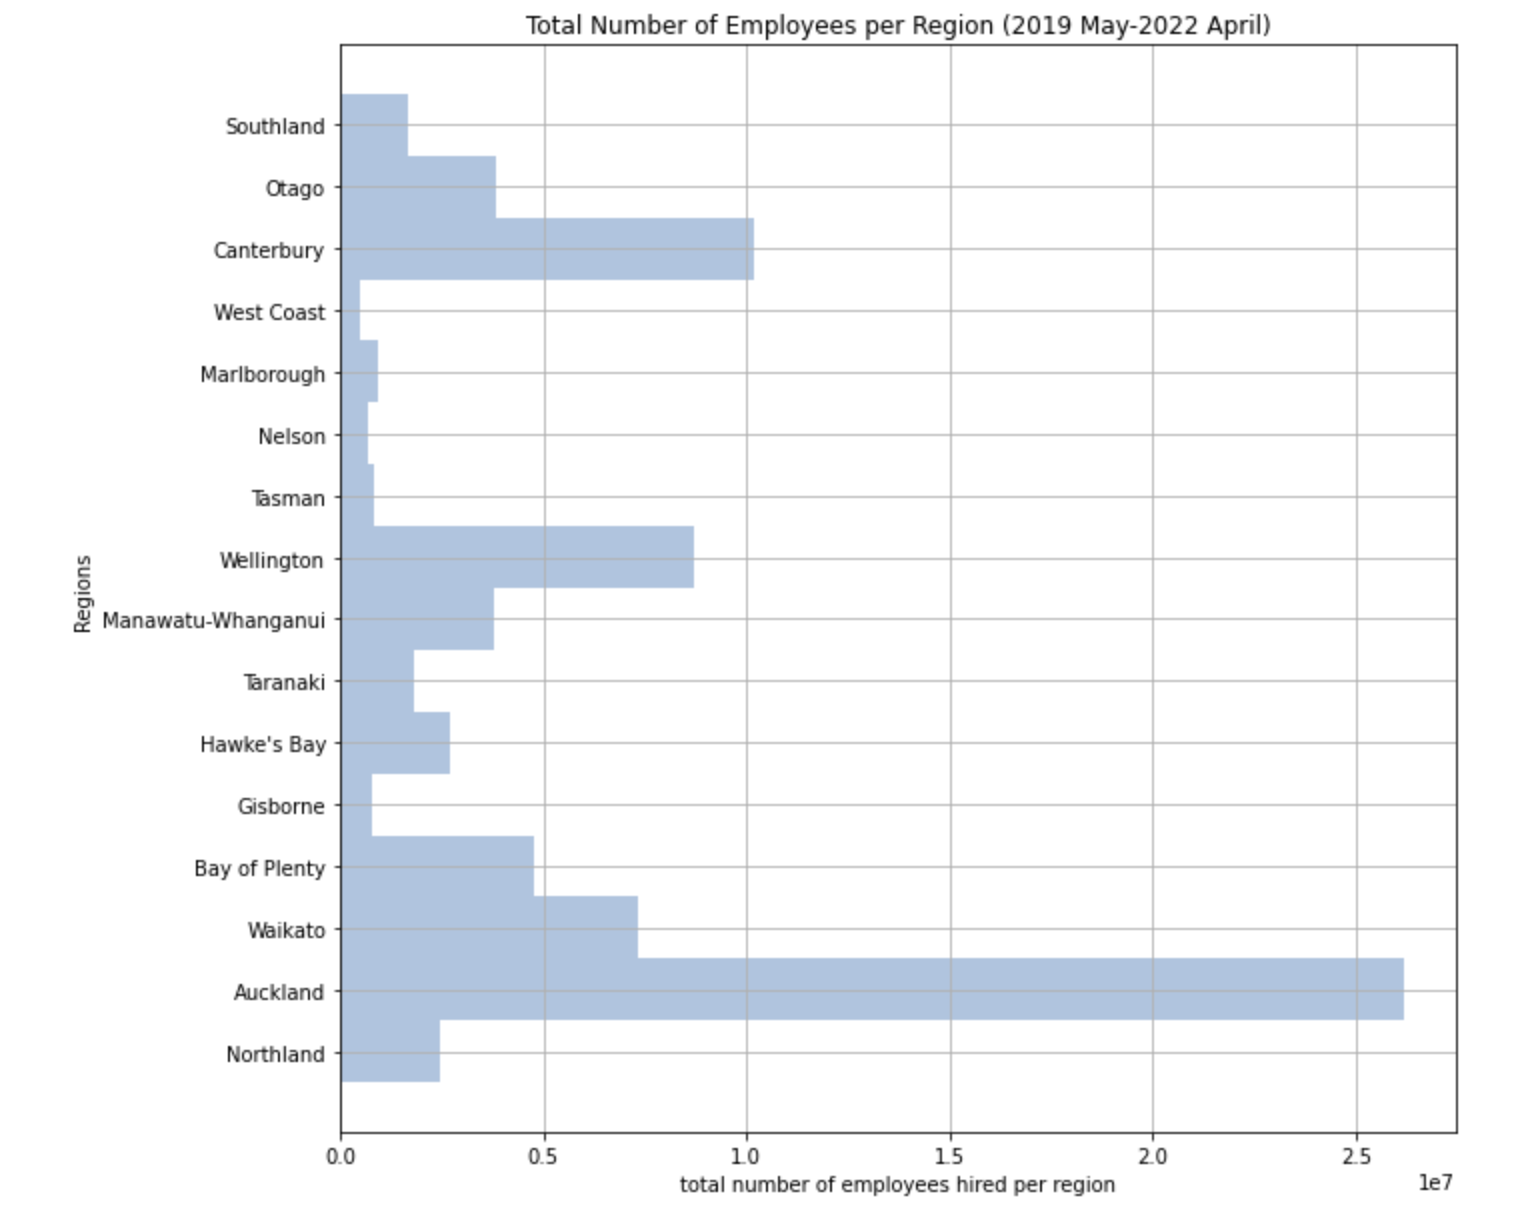 Total Number of Employees per Region (2019 May-2022 April)
Southland
Otago
Canterbury
West Coast
Marlborough
Nelson
Tasman
Wellington
Manawatu-Whanganui
Taranaki
Hawke's Bay
Gisborne
Bay of Plenty
Waikato
Auckland
Northland
Regions
0.0 0.5 1.0 1.5 2.0 2.5
total number of employees hired per region
1e7